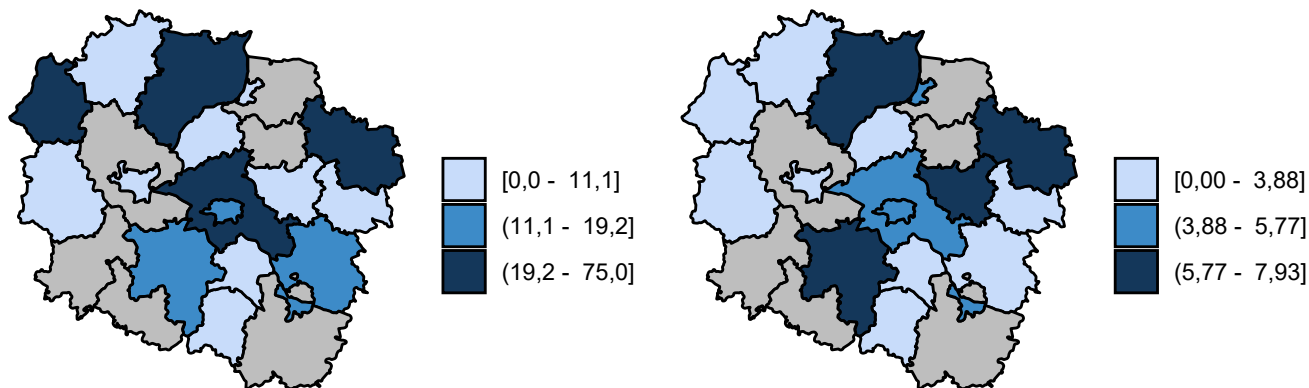 [0,0 - 11,1]
(11,1 - 19,2]
(19,2 - 75,0]
[0,00 - 3,88]
(3,88 - 5,77]
(5,77 - 7,93]